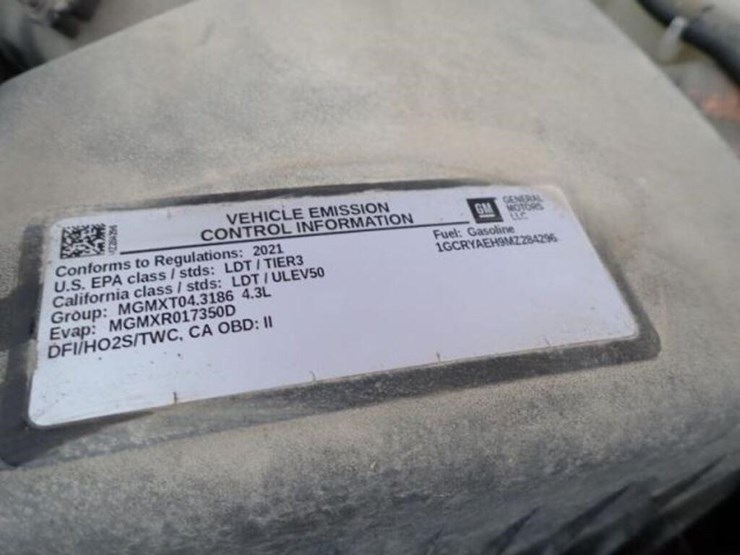 VEHICLE EMISSION
CONTROL INFORMATION
GM
GENERAL
MOTORS
LLC
Conforms to Regulations: 2021
U.S. EPA class / stds: LDT / TIER3
California class / stds: LDT / ULEV50
Group: MGMXT04.3186 4.3L
Evap: MGMXR017350D
DFI/HO2S/TWC, CA OBD: II
Fuel: Gasoline
1GCRYAEH9MZ284296